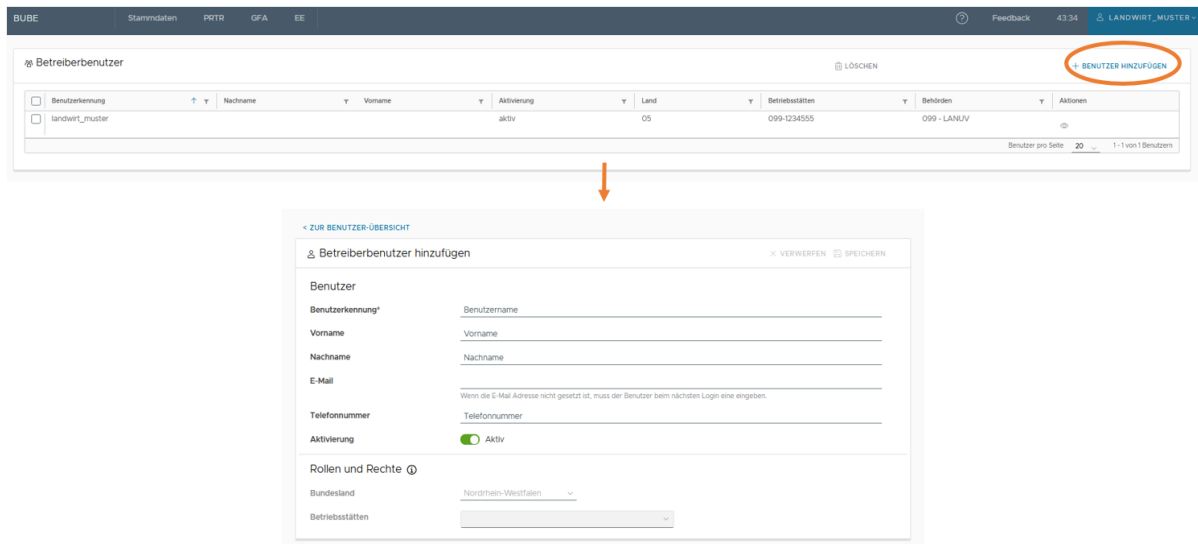 BUBE Stammdaten PRTR GFA EE Feedback 43:34 LANDWIRT_MUSTER
Betreiberbenutzer LÖSCHEN + BENUTZER HINZUFÜGEN
Benutzerkennung Nachname Vorname Aktivierung Land Betriebsstätten Behörden Aktionen
landwirt_muster aktiv 05 099-1234555 099 - LANUV
Benutzer pro Seite 20 1 - 1 von 1 Benutzern
< ZUR BENUTZER-ÜBERSICHT
Betreiberbenutzer hinzufügen VERWERFEN SPEICHERN
Benutzer
Benutzerkennung* Benutzername
Vorname Vorname
Nachname Nachname
E-Mail
Wenn die E-Mail Adresse nicht gesetzt ist, muss der Benutzer beim nächsten Login eine eingeben.
Telefonnummer Telefonnummer
Aktivierung Aktiv
Rollen und Rechte
Bundesland Nordrhein-Westfalen
Betriebsstätten